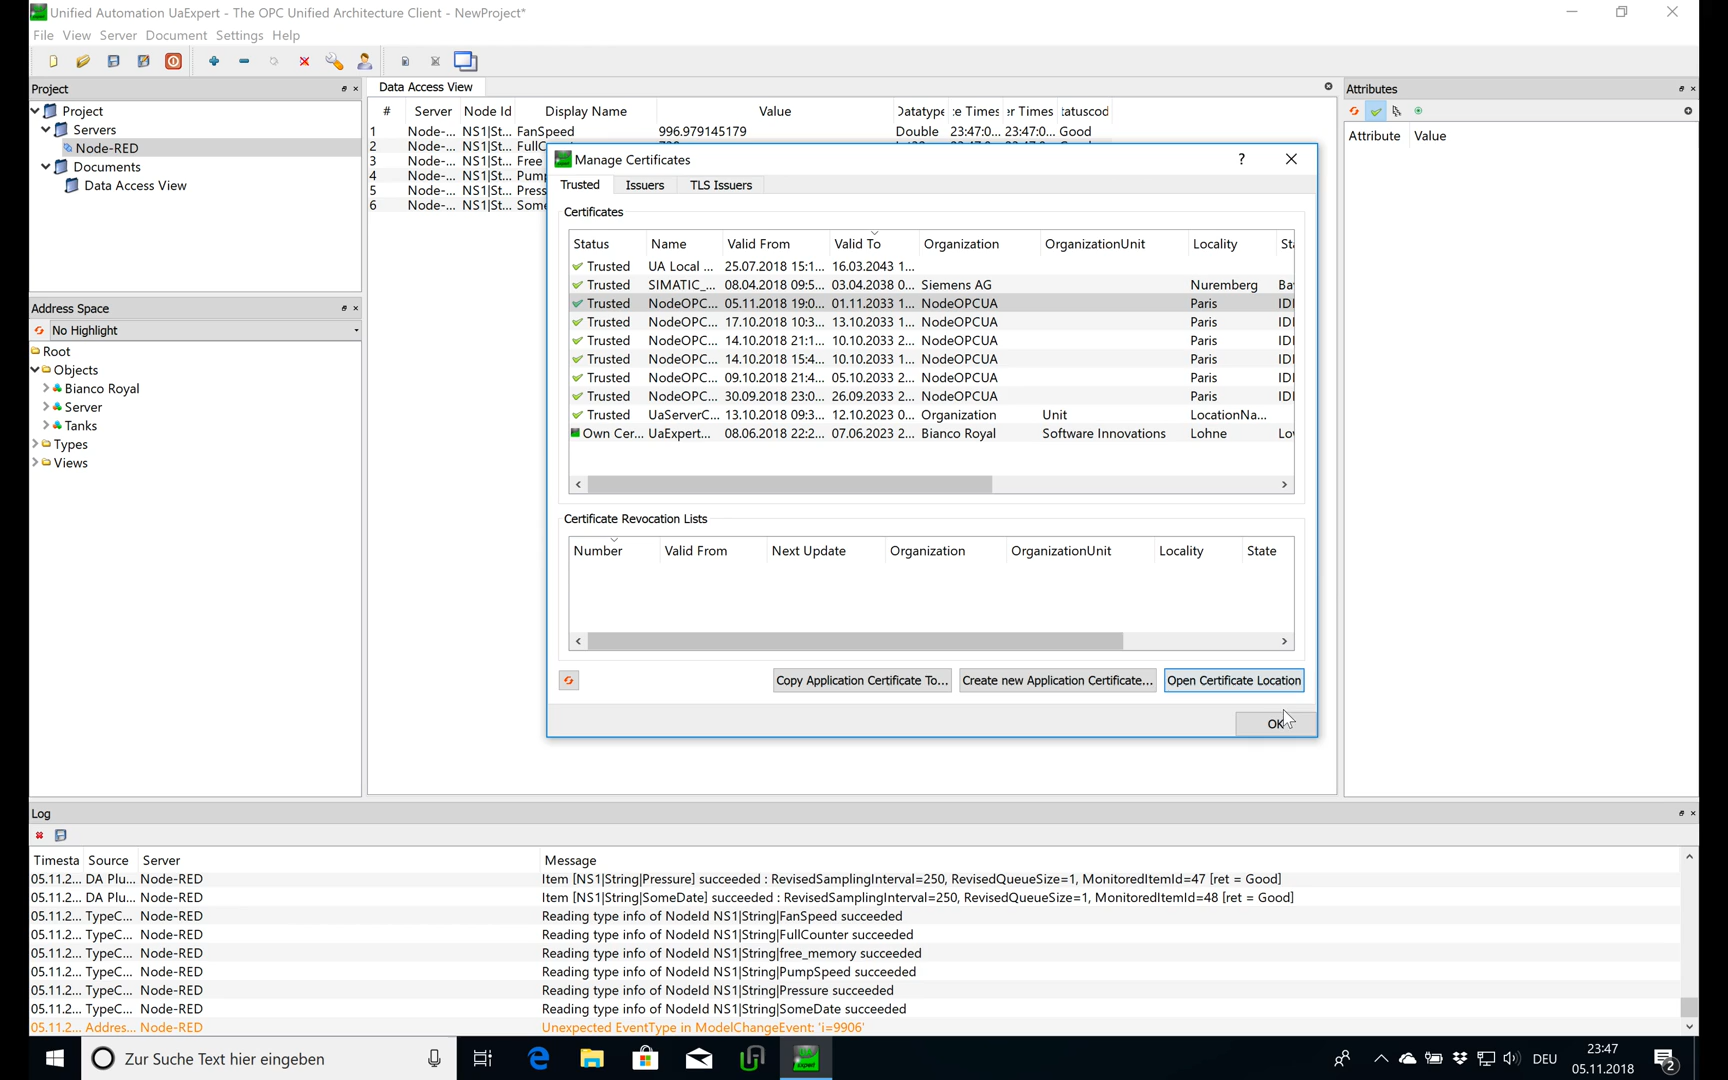 Unified Automation UaExpert - The OPC Unified Architecture Client - NewProject*
File View Server Document Settings Help
Project
Project
Servers
Node-RED
Documents
Data Access View
Address Space
No Highlight
Root
Objects
Bianco Royal
Server
Tanks
Types
Views
Data Access View
# Server Node Id Display Name Value Datatype :e Times er Times tatuscod
1 Node-... NS1|St... FanSpeed 996.979145179 Double 23:47:0... 23:47:0... Good
2 Node-... NS1|St... FullC
3 Node-... NS1|St... Free
4 Node-... NS1|St... Pum
5 Node-... NS1|St... Press
6 Node-... NS1|St... Some
Attributes
Attribute Value
Manage Certificates
Trusted Issuers TLS Issuers
Certificates
Status Name Valid From Valid To Organization OrganizationUnit Locality Sta
Trusted UA Local ... 25.07.2018 15:1... 16.03.2043 1...
Trusted SIMATIC_... 08.04.2018 09:5... 03.04.2038 0... Siemens AG Nuremberg Ba
Trusted NodeOPC... 05.11.2018 19:0... 01.11.2033 1... NodeOPCUA Paris IDI
Trusted NodeOPC... 17.10.2018 10:3... 13.10.2033 1... NodeOPCUA Paris IDI
Trusted NodeOPC... 14.10.2018 21:1... 10.10.2033 2... NodeOPCUA Paris IDI
Trusted NodeOPC... 14.10.2018 15:4... 10.10.2033 1... NodeOPCUA Paris IDI
Trusted NodeOPC... 09.10.2018 21:4... 05.10.2033 2... NodeOPCUA Paris IDI
Trusted NodeOPC... 30.09.2018 23:0... 26.09.2033 2... NodeOPCUA Paris IDI
Trusted UaServerC... 13.10.2018 09:3... 12.10.2023 0... Organization Unit LocationNa...
Own Cer... UaExpert... 08.06.2018 22:2... 07.06.2023 2... Bianco Royal Software Innovations Lohne Lo
Certificate Revocation Lists
Number Valid From Next Update Organization OrganizationUnit Locality State
Copy Application Certificate To... Create new Application Certificate... Open Certificate Location
OK
Log
Timesta Source Server Message
05.11.2... DA Plu... Node-RED Item [NS1|String|Pressure] succeeded : RevisedSamplingInterval=250, RevisedQueueSize=1, MonitoredItemId=47 [ret = Good]
05.11.2... DA Plu... Node-RED Item [NS1|String|SomeDate] succeeded : RevisedSamplingInterval=250, RevisedQueueSize=1, MonitoredItemId=48 [ret = Good]
05.11.2... TypeC... Node-RED Reading type info of NodeId NS1|String|FanSpeed succeeded
05.11.2... TypeC... Node-RED Reading type info of NodeId NS1|String|FullCounter succeeded
05.11.2... TypeC... Node-RED Reading type info of NodeId NS1|String|free_memory succeeded
05.11.2... TypeC... Node-RED Reading type info of NodeId NS1|String|PumpSpeed succeeded
05.11.2... TypeC... Node-RED Reading type info of NodeId NS1|String|Pressure succeeded
05.11.2... TypeC... Node-RED Reading type info of NodeId NS1|String|SomeDate succeeded
05.11.2... Addres... Node-RED Unexpected EventType in ModelChangeEvent: 'i=9906'
Zur Suche Text hier eingeben
DEU
23:47
05.11.2018
2